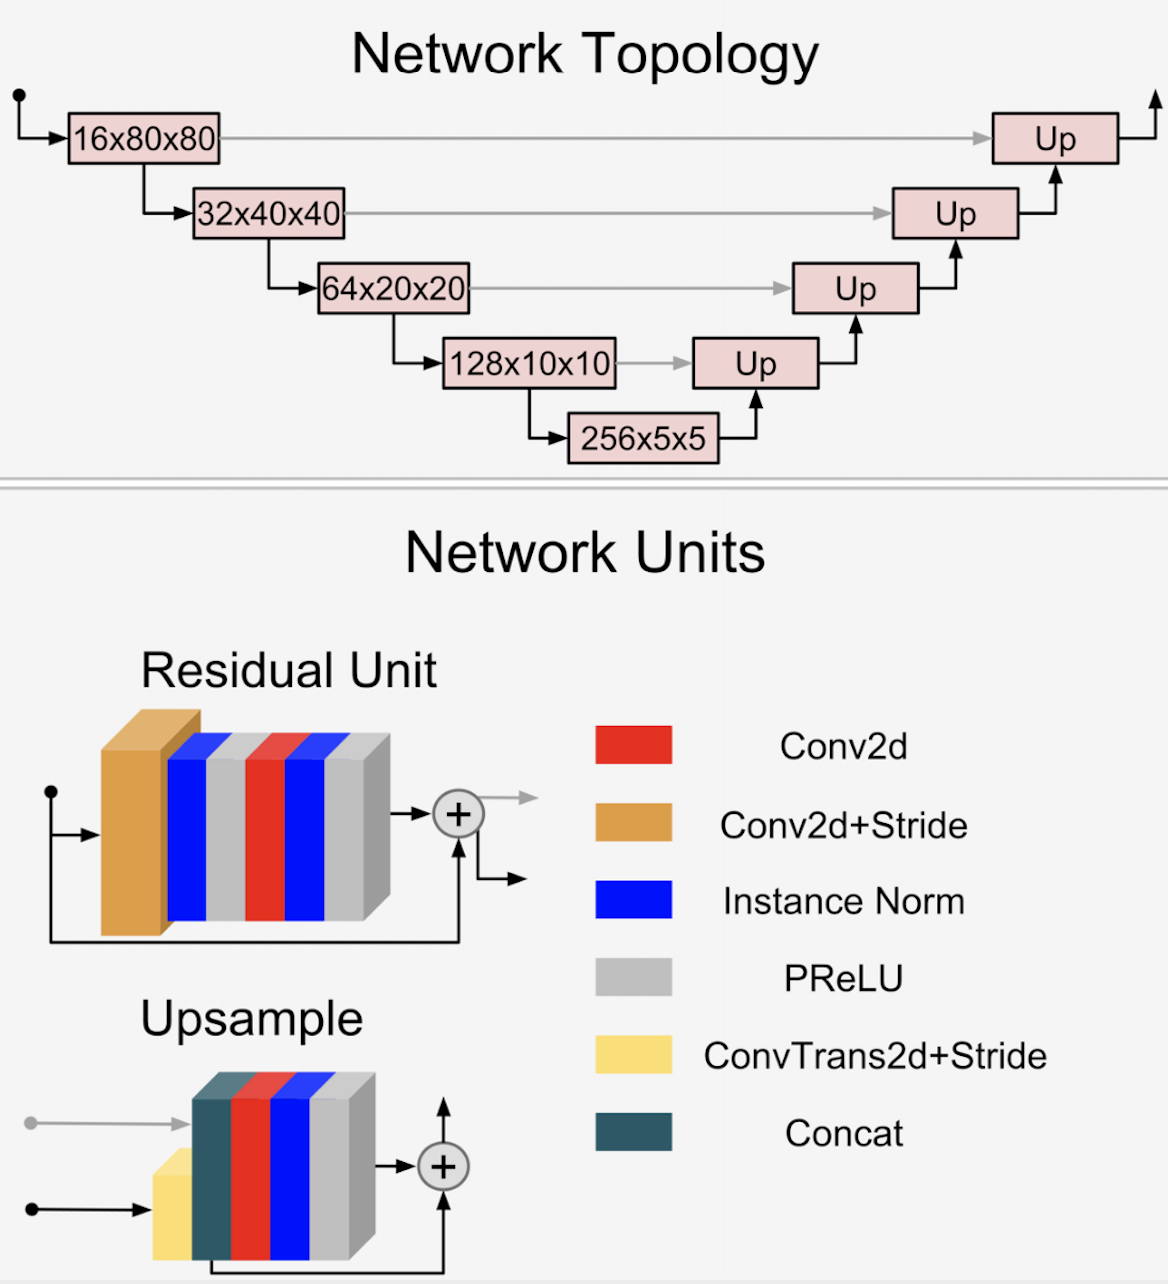 Network Topology
16x80x80
Up
32x40x40
Up
64x20x20
Up
128x10x10
Up
256x5x5
Network Units
Residual Unit
+
Conv2d
Conv2d+Stride
Instance Norm
PReLU
ConvTrans2d+Stride
Concat
Upsample
+